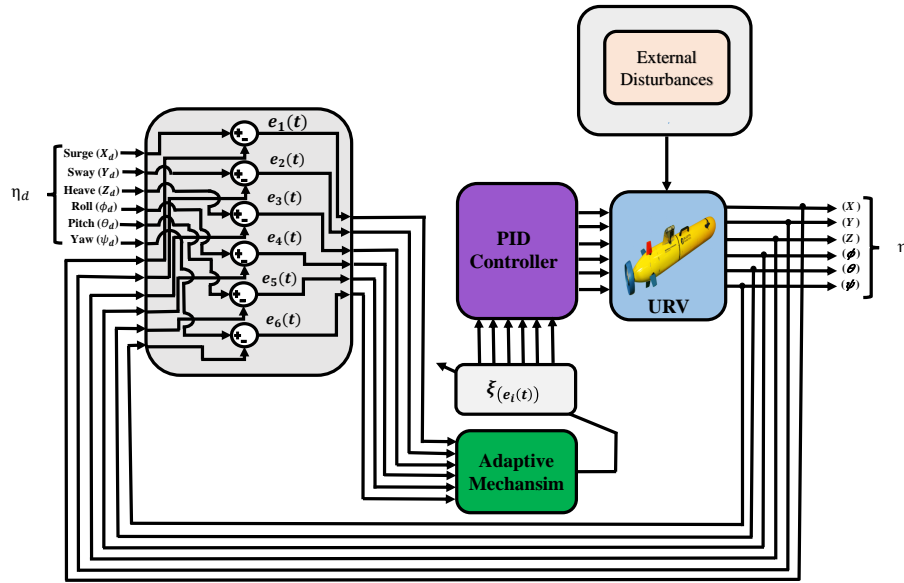 External
Disturbances
e₁(t)
e₂(t)
e₃(t)
e₄(t)
e₅(t)
e₆(t)
η_d
Surge (X_d)
Sway (Y_d)
Heave (Z_d)
Roll (ϕ_d)
Pitch (θ_d)
Yaw (ψ_d)
PID
Controller
URV
(X )
(Y )
(Z )
(ϕ)
(θ)
(ψ)
η
ξ(e_i(t))
Adaptive
Mechansim